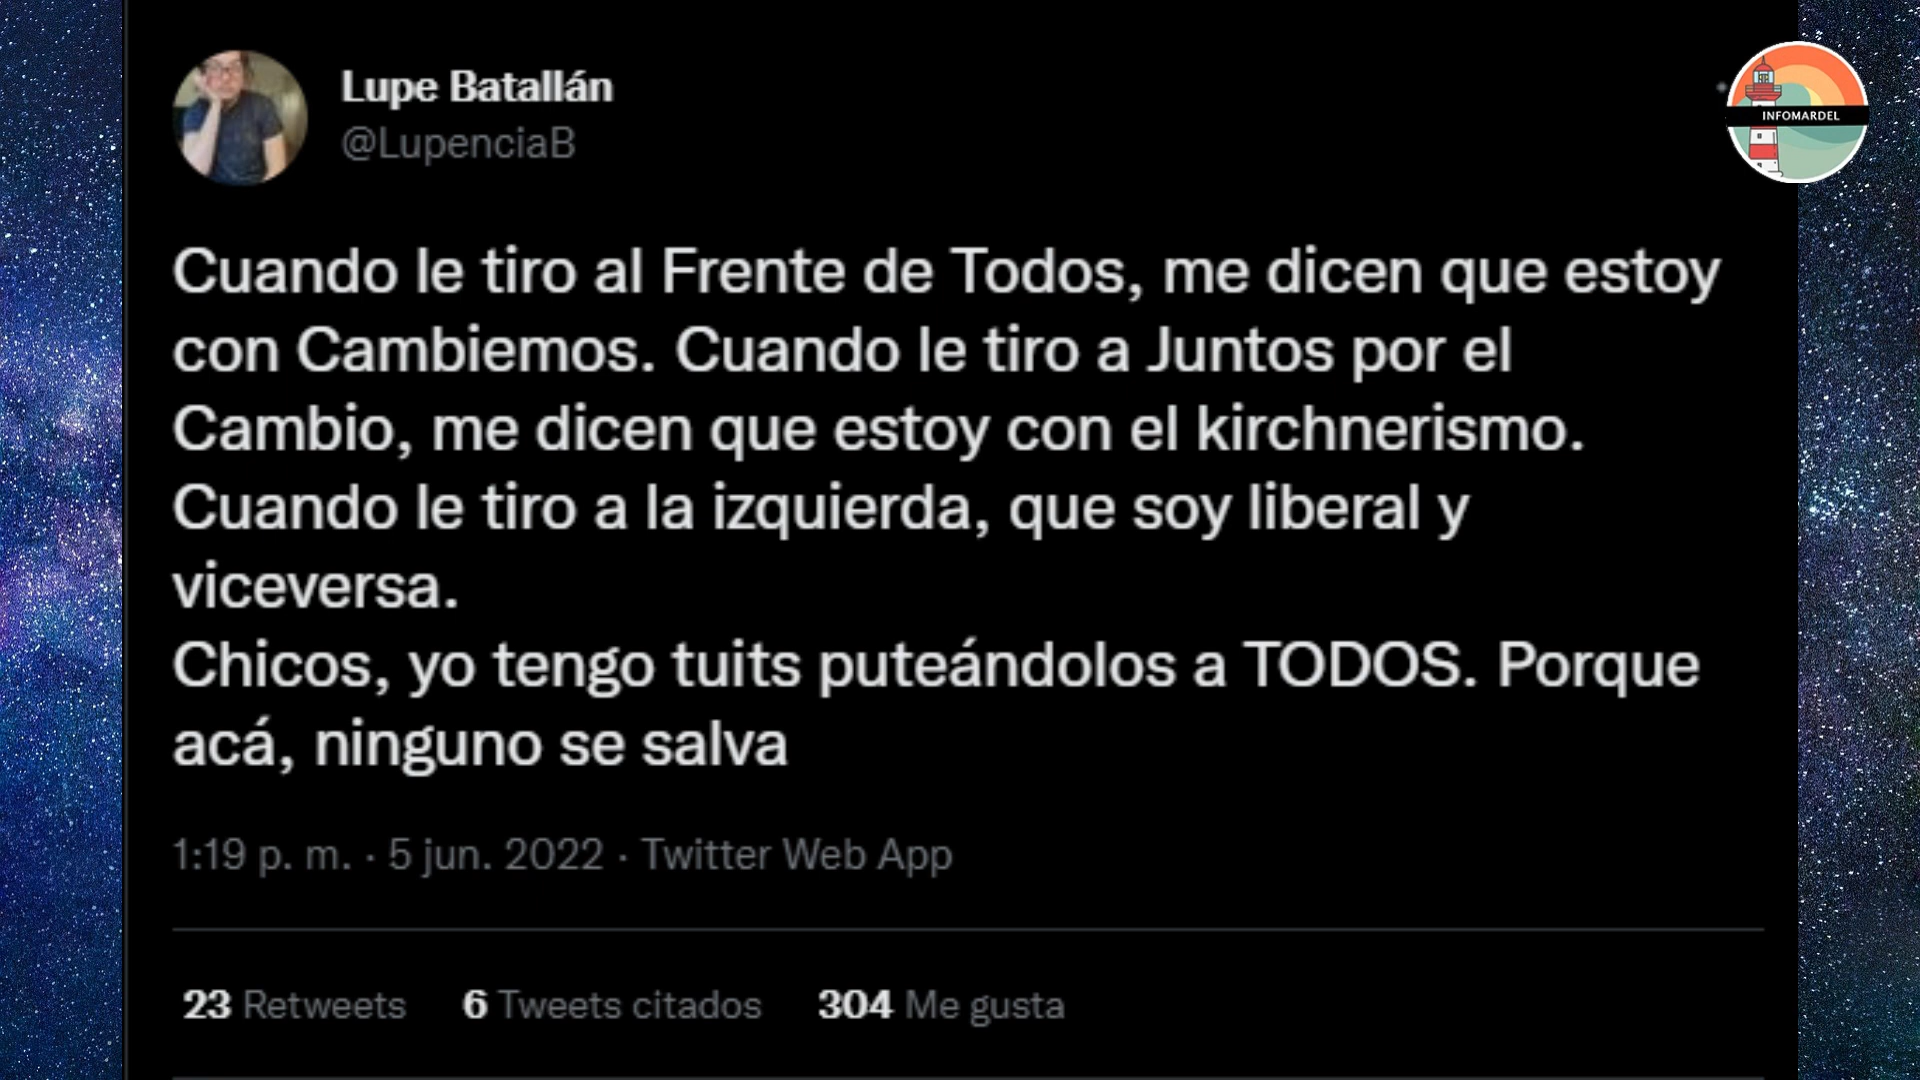 Lupe Batallán
@LupenciaB
INFOMARDEL
Cuando le tiro al Frente de Todos, me dicen que estoy
con Cambiemos. Cuando le tiro a Juntos por el
Cambio, me dicen que estoy con el kirchnerismo.
Cuando le tiro a la izquierda, que soy liberal y
viceversa.
Chicos, yo tengo tuits puteándolos a TODOS. Porque
acá, ninguno se salva
1:19 p. m. · 5 jun. 2022 · Twitter Web App
23 Retweets 6 Tweets citados 304 Me gusta